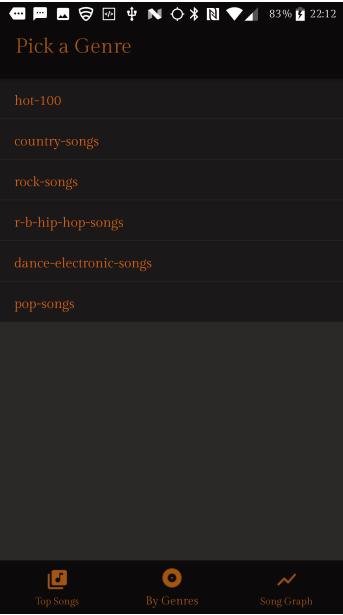 83% 22:12
Pick a Genre
hot-100
country-songs
rock-songs
r-b-hip-hop-songs
dance-electronic-songs
pop-songs
Top Songs By Genres Song Graph